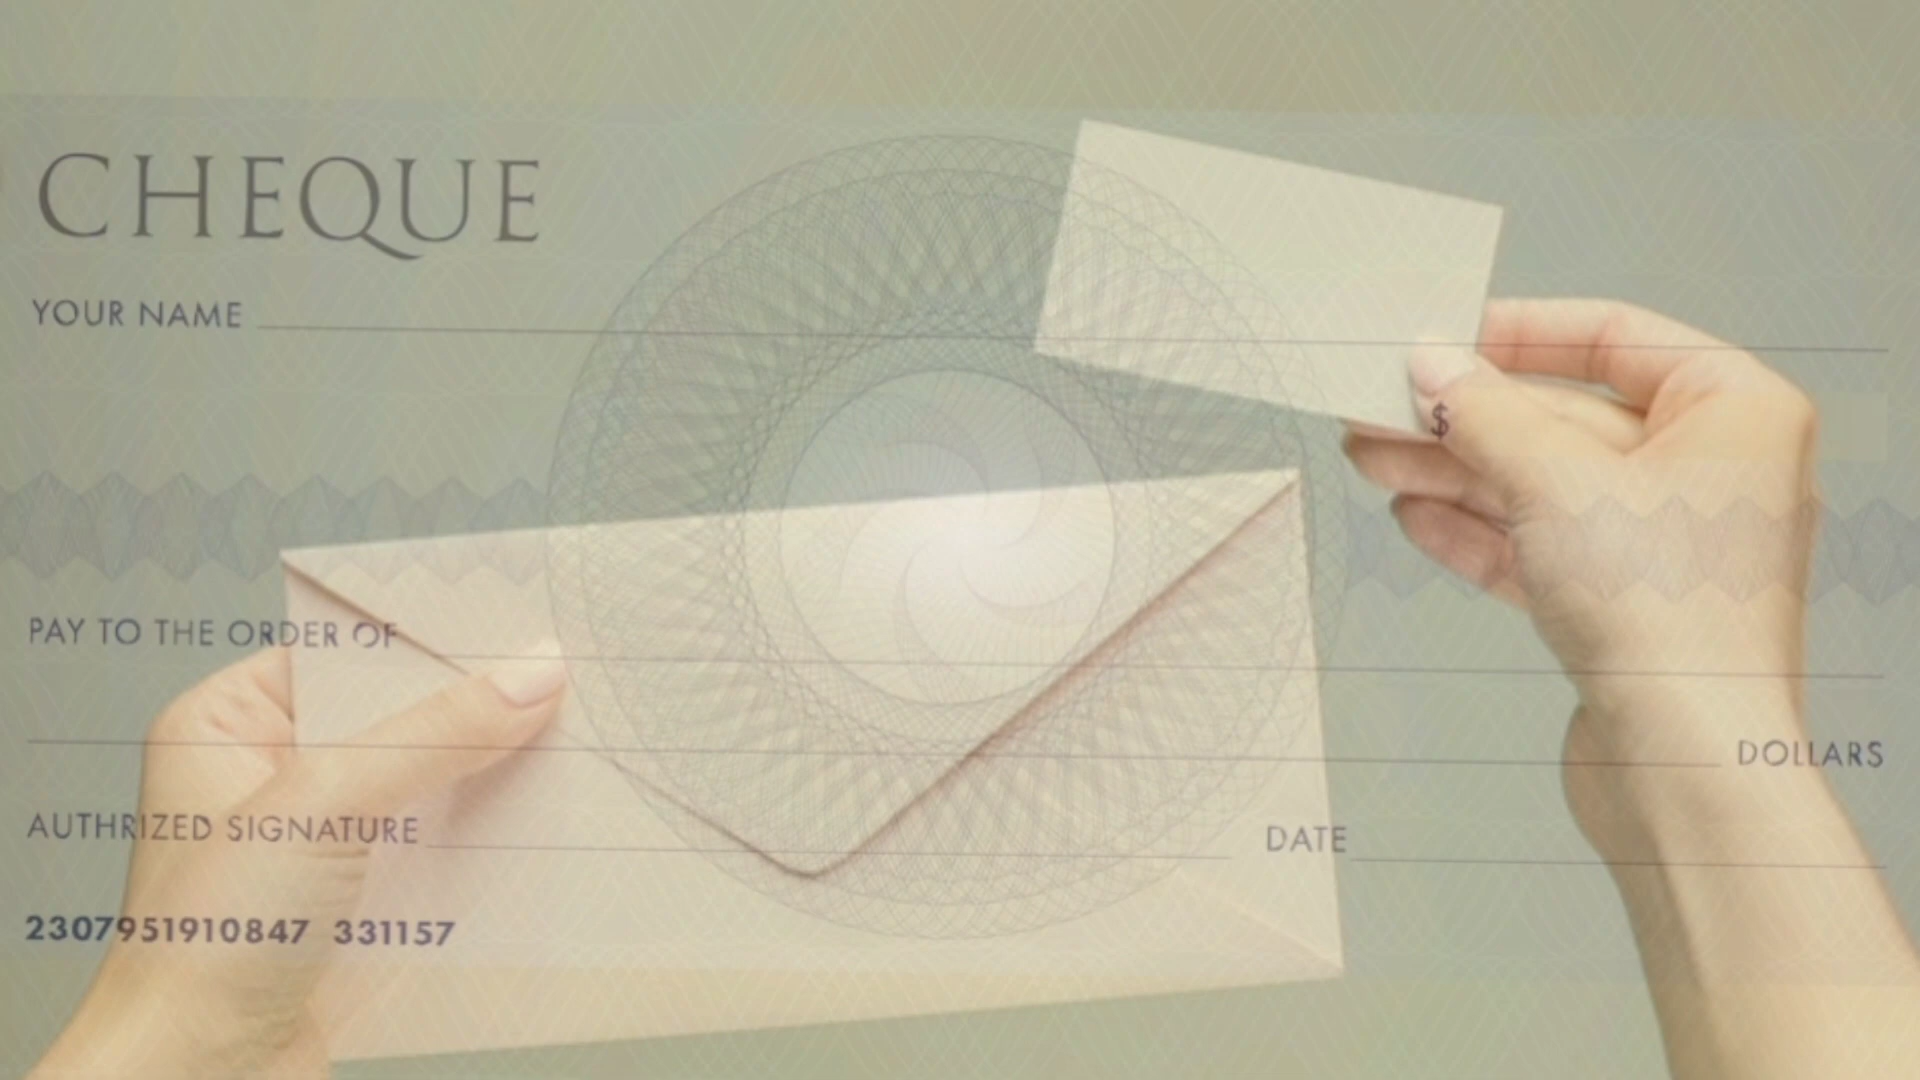 CHEQUE
YOUR NAME
$
PAY TO THE ORDER OF
DOLLARS
AUTHRIZED SIGNATURE DATE
2307951910847 331157